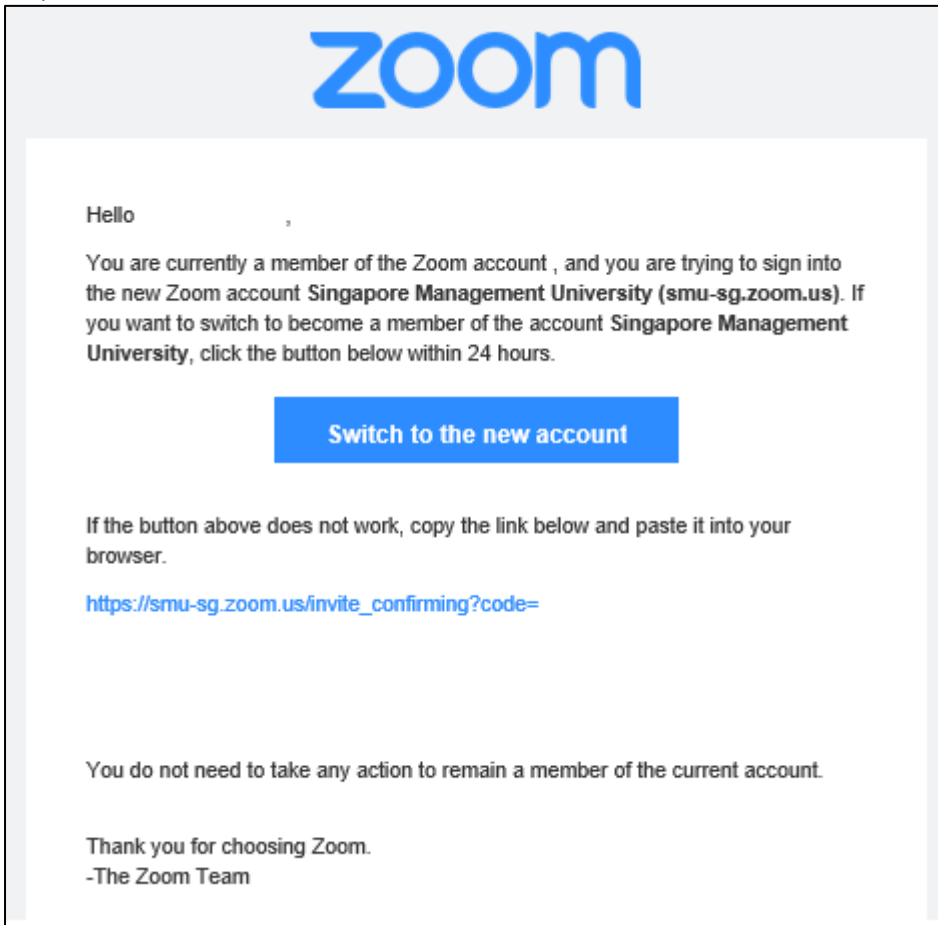 zoom
Hello ,
You are currently a member of the Zoom account , and you are trying to sign into
the new Zoom account Singapore Management University (smu-sg.zoom.us). If
you want to switch to become a member of the account Singapore Management
University, click the button below within 24 hours.
Switch to the new account
If the button above does not work, copy the link below and paste it into your
browser.
https://smu-sg.zoom.us/invite_confirming?code=
You do not need to take any action to remain a member of the current account.
Thank you for choosing Zoom.
-The Zoom Team